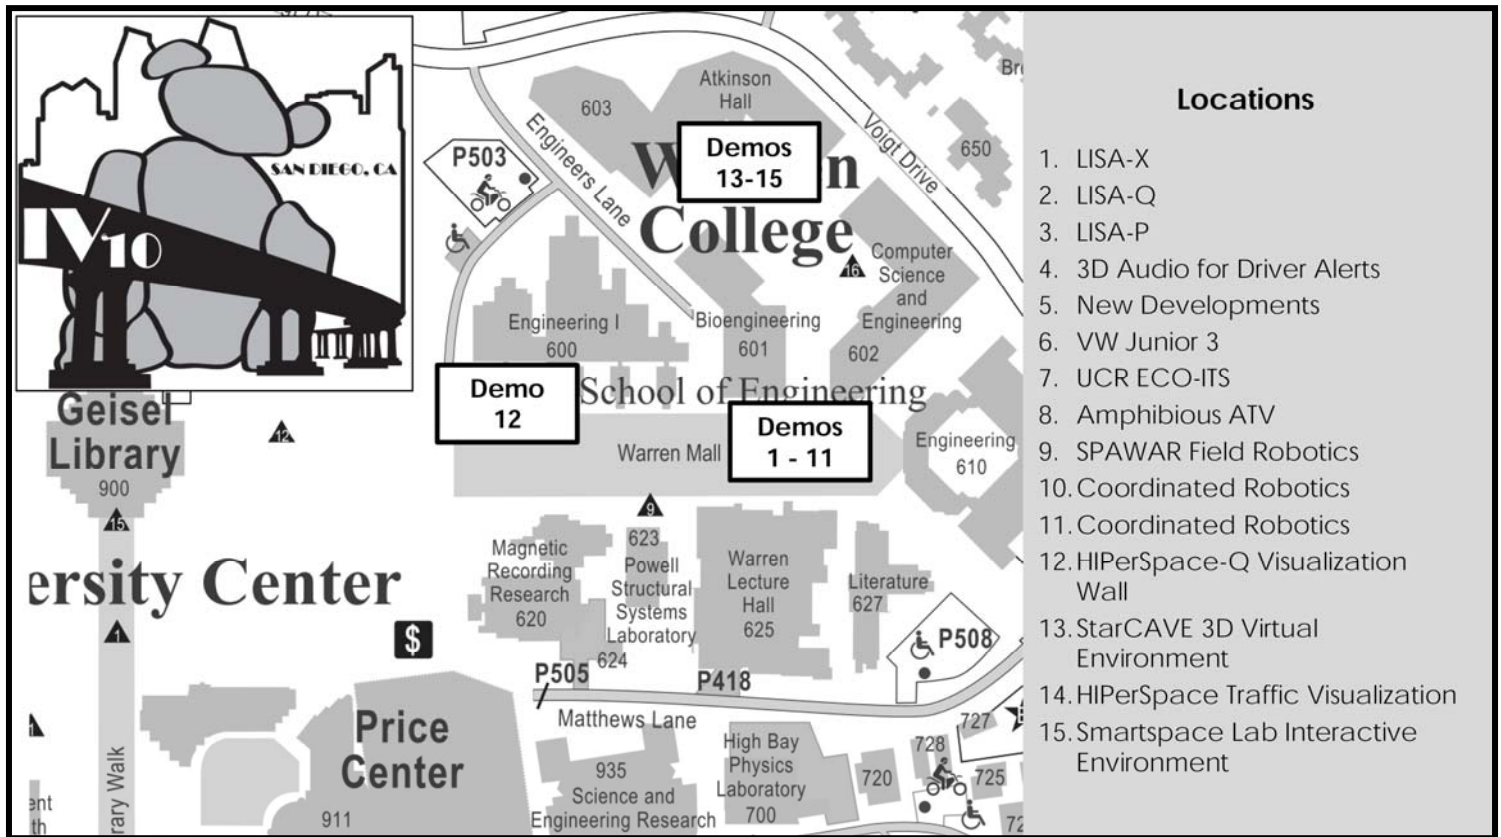 SAN DIEGO, CA
IV10
Atkinson
Hall
603
Engineers Lane
P503
Demos
13-15
n
College
Voigt Drive
650
16
Computer
Science
and
Engineering
602
Engineering I
600
Bioengineering
601
School of Engineering
Demo
12
Demos
1 - 11
Warren Mall
Engineering
610
Geisel
Library
900
12
15
9
ersity Center
1
$
Magnetic
Recording
Research
620
623
Powell
Structural
Systems
Laboratory
624
Warren
Lecture
Hall
625
Literature
627
P508
P505
P418
Matthews Lane
Price
Center
911
935
Science and
Engineering Research
High Bay
Physics
Laboratory
700
720
727
728
725
rary Walk
ent
th
Locations
1. LISA-X
2. LISA-Q
3. LISA-P
4. 3D Audio for Driver Alerts
5. New Developments
6. VW Junior 3
7. UCR ECO-ITS
8. Amphibious ATV
9. SPAWAR Field Robotics
10. Coordinated Robotics
11. Coordinated Robotics
12. HIPerSpace-Q Visualization
Wall
13. StarCAVE 3D Virtual
Environment
14. HIPerSpace Traffic Visualization
15. Smartspace Lab Interactive
Environment